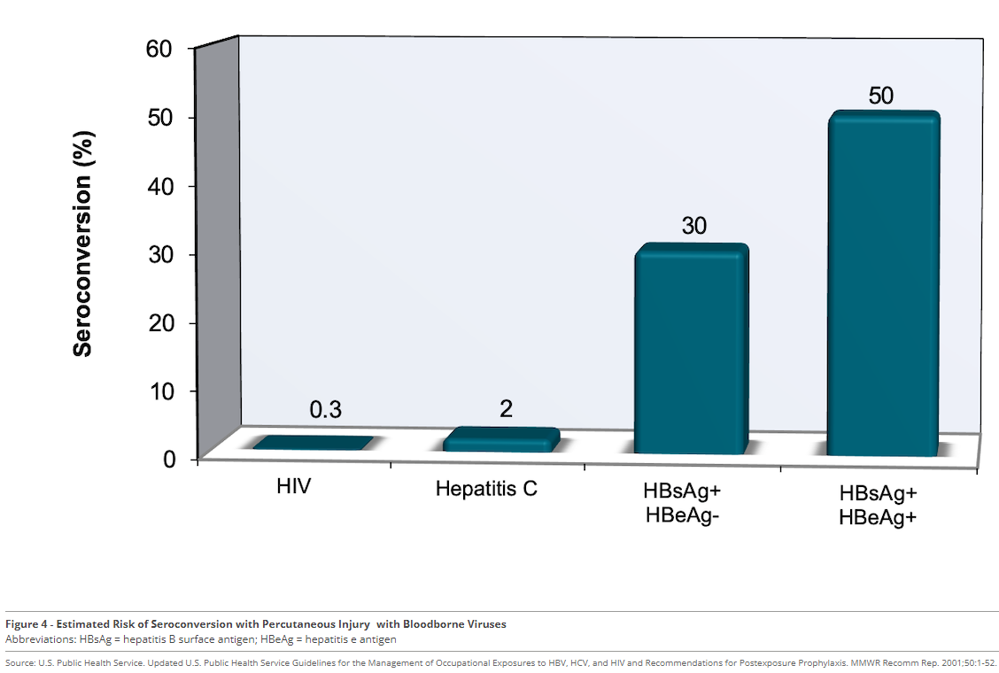 60
50
40
30
20
10
0
Seroconversion (%)
0.3
2
30
50
HIV
Hepatitis C
HBsAg+
HBeAg-
HBsAg+
HBeAg+
Figure 4 - Estimated Risk of Seroconversion with Percutaneous Injury with Bloodborne Viruses
Abbreviations: HBsAg = hepatitis B surface antigen; HBeAg = hepatitis e antigen
Source: U.S. Public Health Service. Updated U.S. Public Health Service Guidelines for the Management of Occupational Exposures to HBV, HCV, and HIV and Recommendations for Postexposure Prophylaxis. MMWR Recomm Rep. 2001;50:1-52.